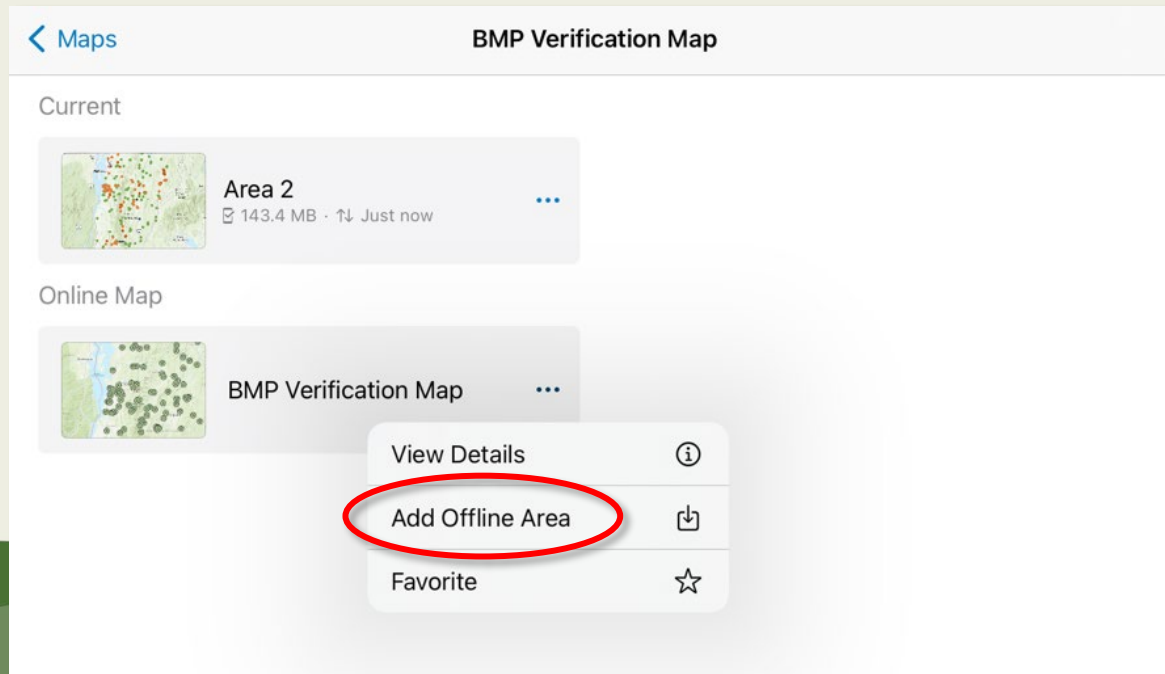 Maps
BMP Verification Map
Current
Area 2
143.4 MB · ↑↓ Just now
Online Map
BMP Verification Map
View Details
Add Offline Area
Favorite